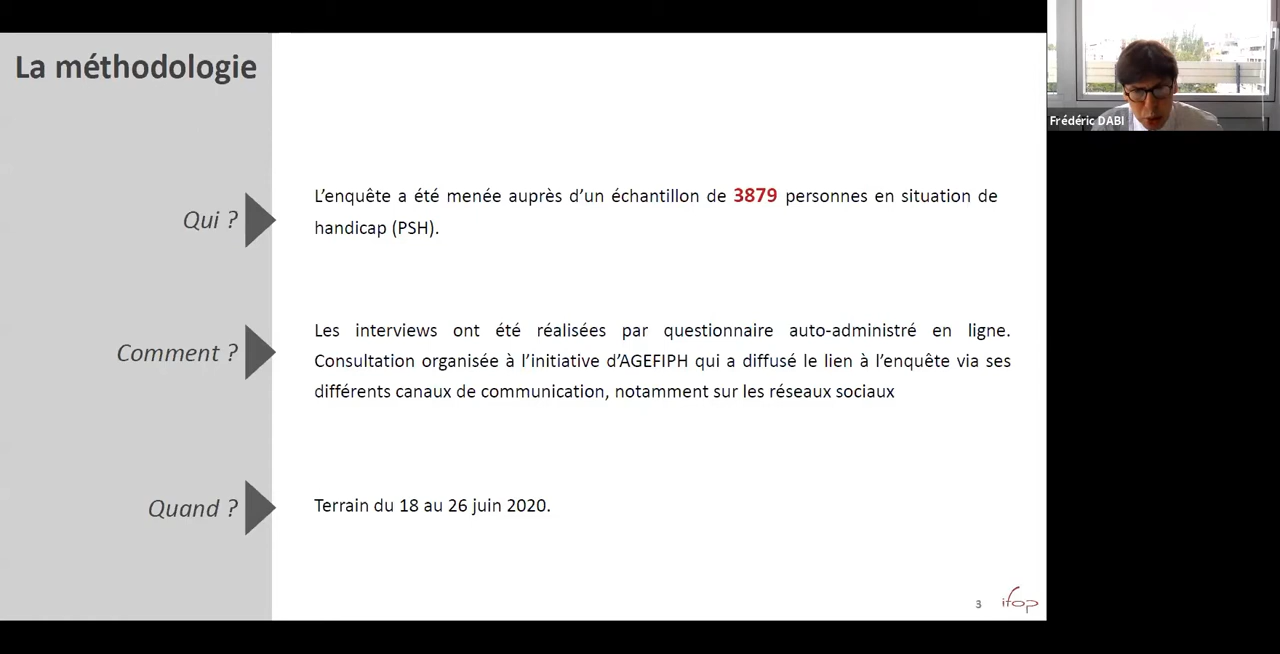 La méthodologie
Frédéric DABI
Qui ?
L’enquête a été menée auprès d’un échantillon de 3879 personnes en situation de
handicap (PSH).
Comment ?
Les interviews ont été réalisées par questionnaire auto-administré en ligne.
Consultation organisée à l’initiative d’AGEFIPH qui a diffusé le lien à l’enquête via ses
différents canaux de communication, notamment sur les réseaux sociaux
Quand ?
Terrain du 18 au 26 juin 2020.
3
ifop